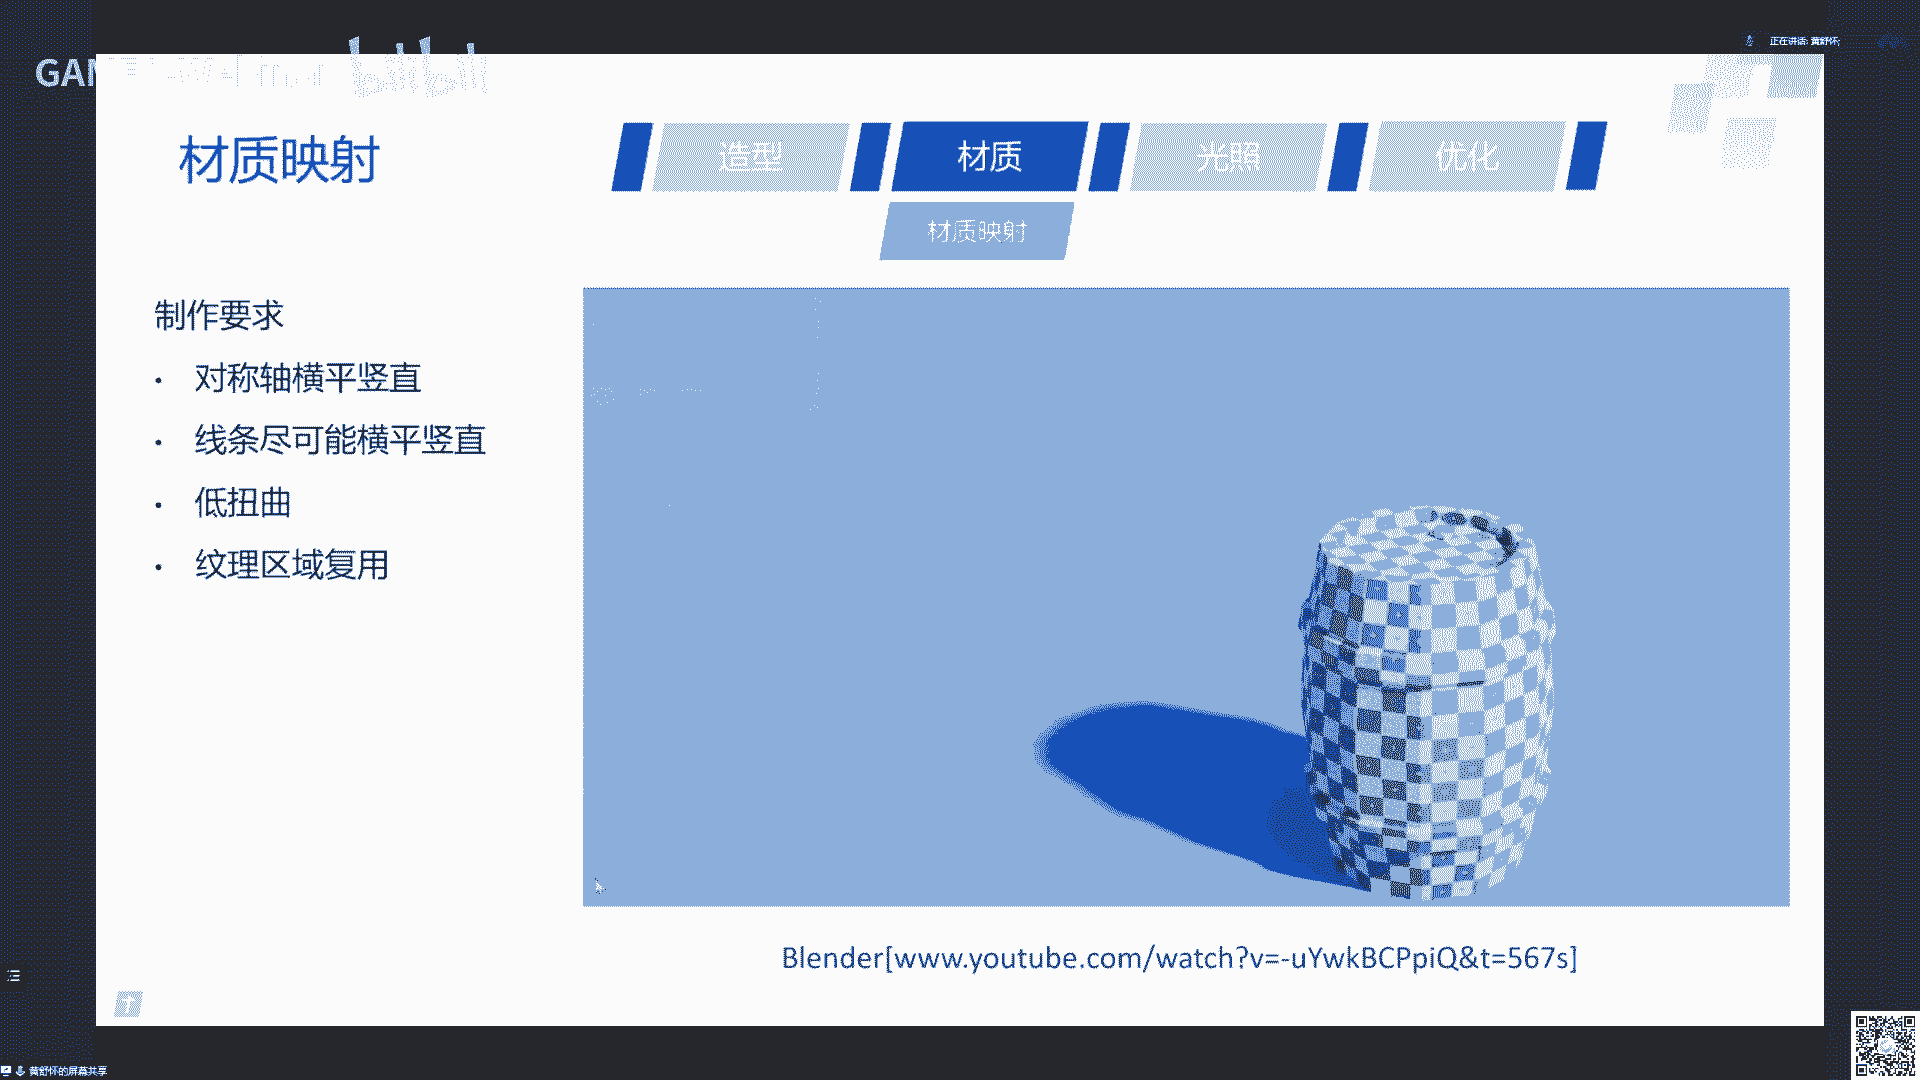 正在讲话: 黄舒怀;
GAM
bilibili
材质映射
造型
材质
光照
优化
材质映射
制作要求
• 对称轴横平竖直
• 线条尽可能横平竖直
• 低扭曲
• 纹理区域复用
Blender[www.youtube.com/watch?v=-uYwkBCPpiQ&t=567s]
黄舒怀的屏幕共享